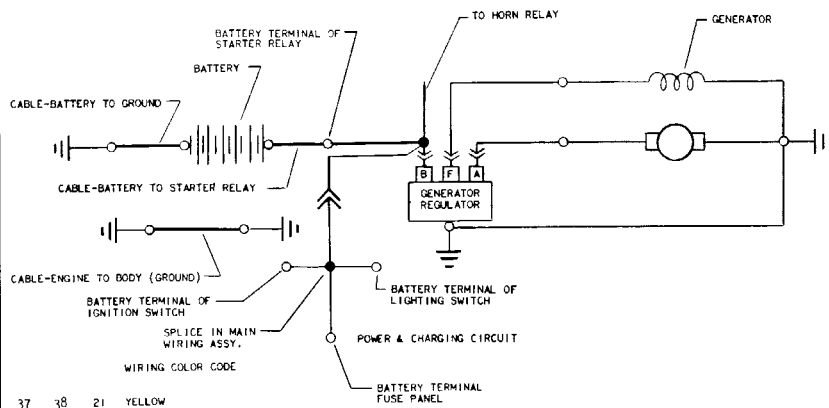 TO HORN RELAY
GENERATOR
BATTERY TERMINAL OF
STARTER RELAY
BATTERY
CABLE-BATTERY TO GROUND
B F A
GENERATOR
REGULATOR
CABLE-BATTERY TO STARTER RELAY
CABLE-ENGINE TO BODY (GROUND)
BATTERY TERMINAL OF
IGNITION SWITCH
BATTERY TERMINAL OF
LIGHTING SWITCH
SPLICE IN MAIN
WIRING ASSY.
POWER & CHARGING CIRCUIT
WIRING COLOR CODE
BATTERY TERMINAL
FUSE PANEL
37 38 21 YELLOW